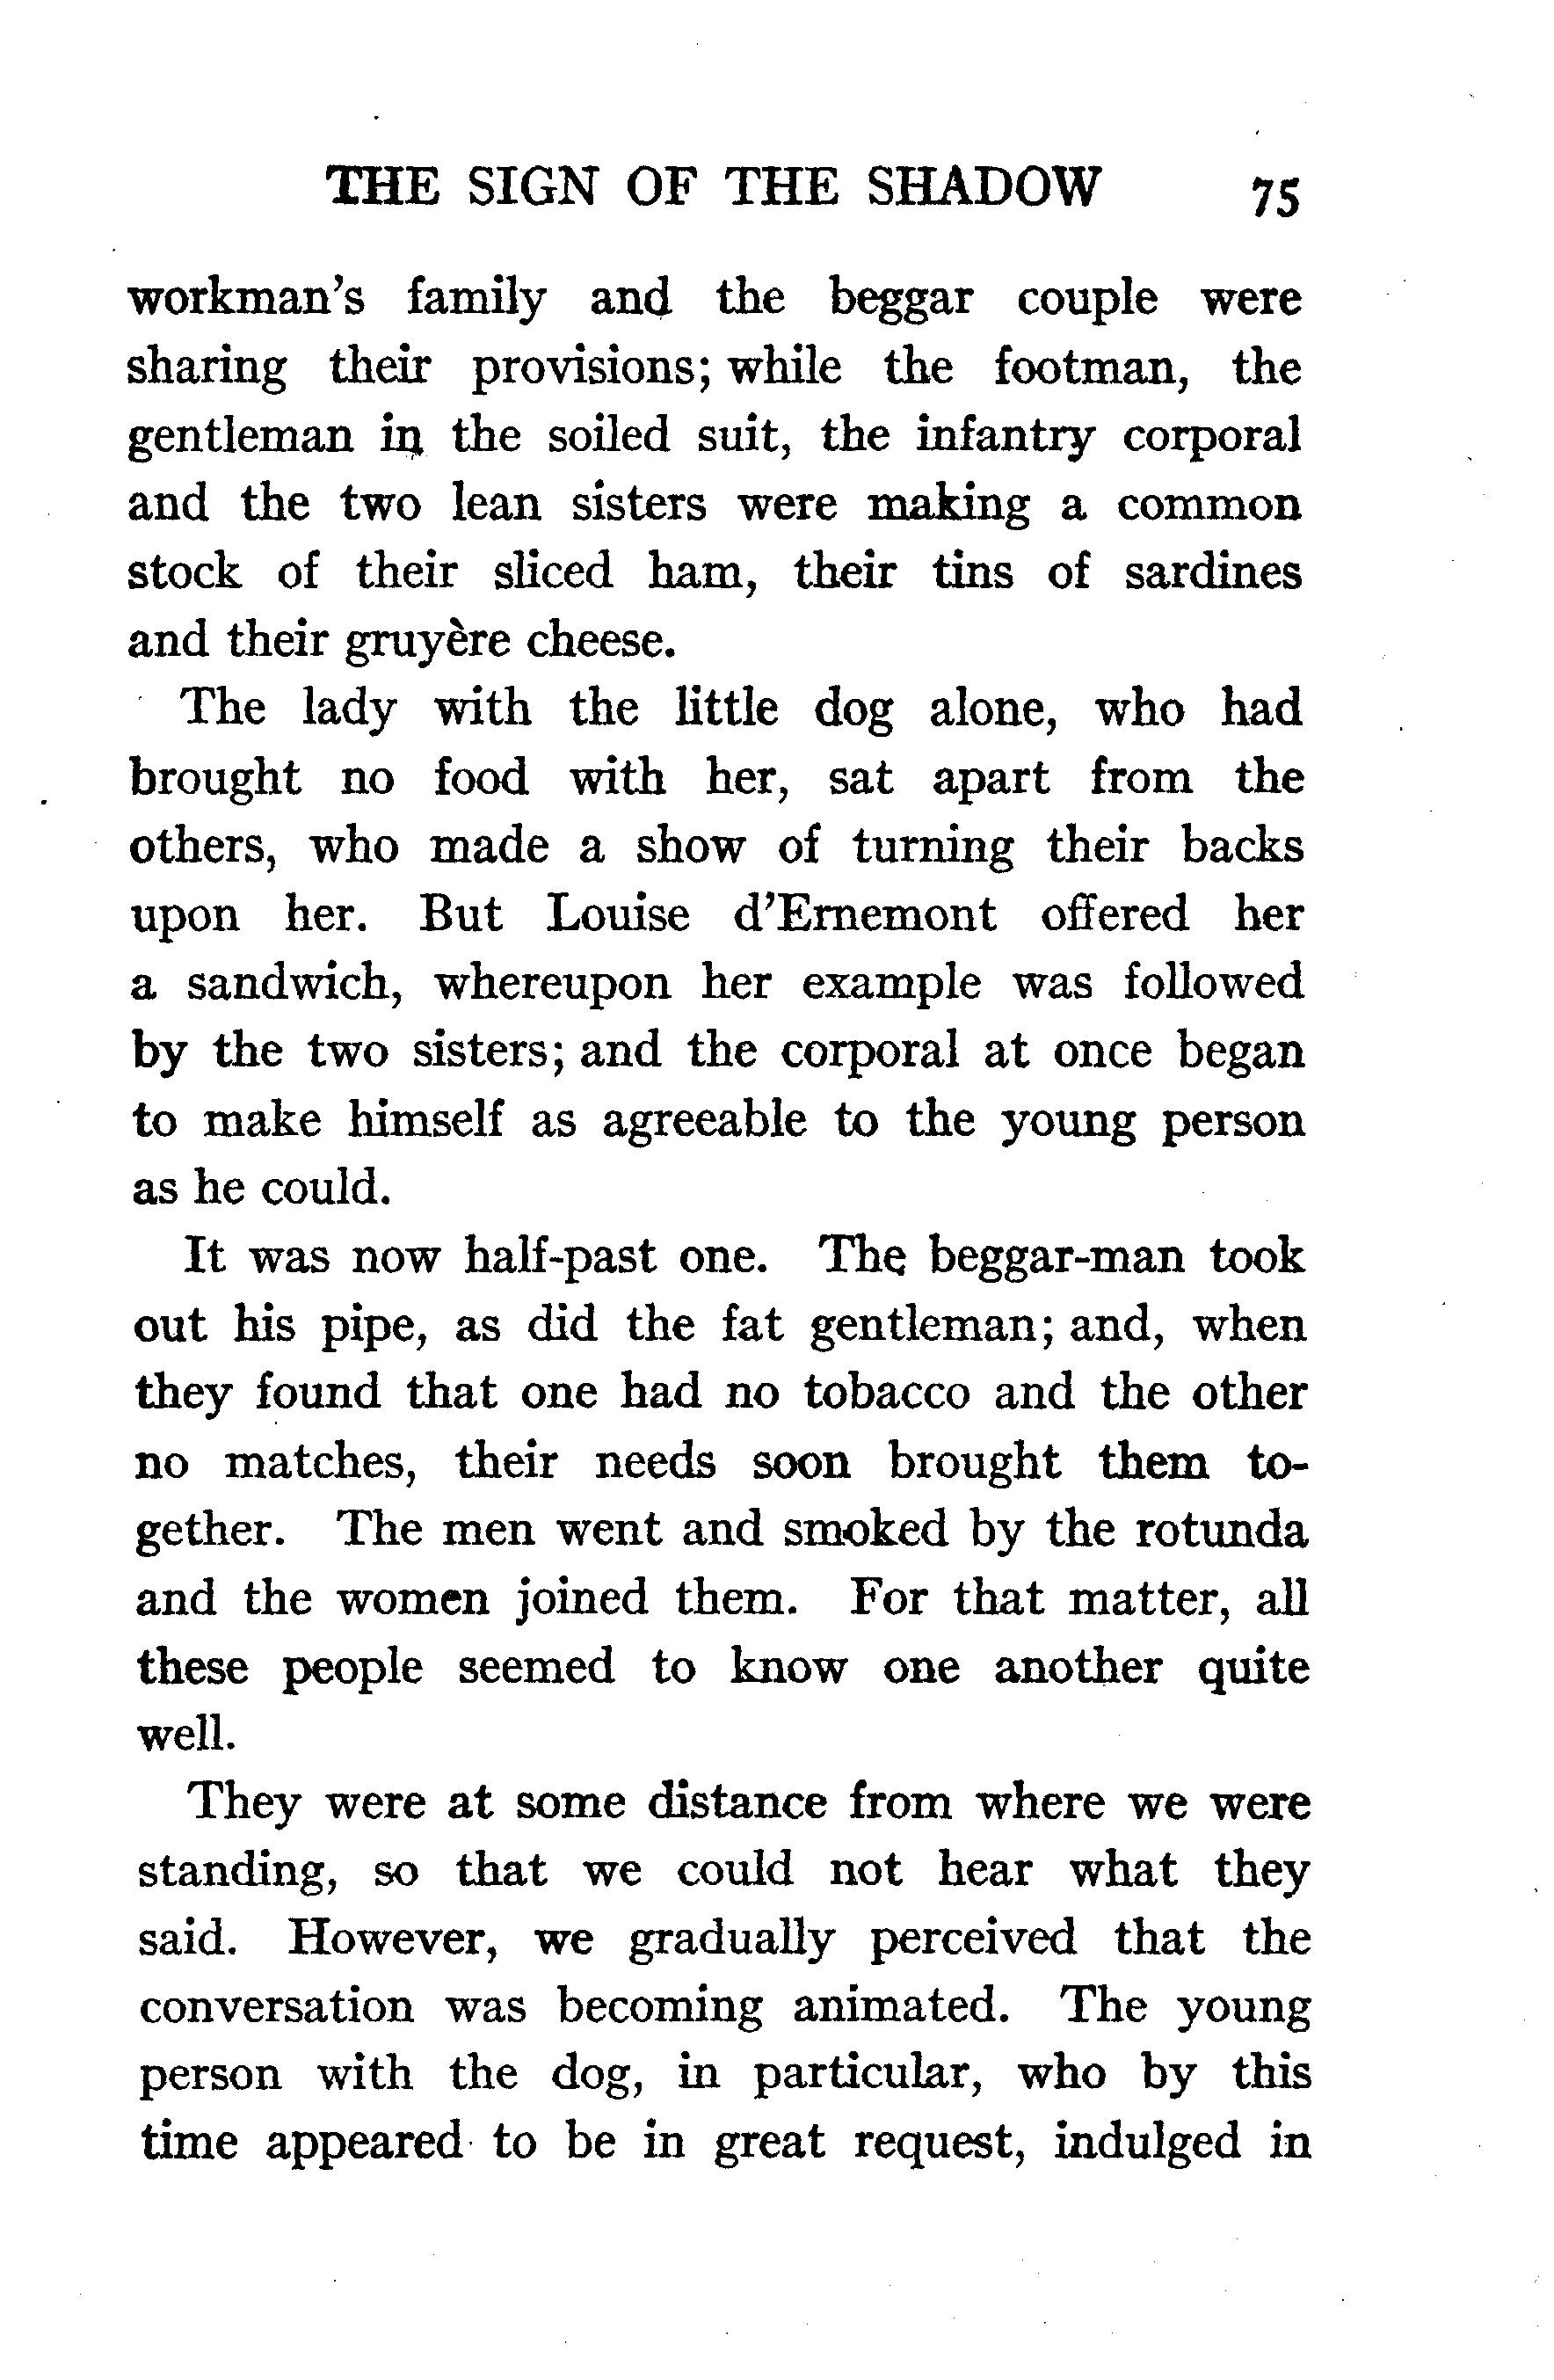 THE SIGN OF THE SHADOW 75
workman's family and the beggar couple were
sharing their provisions; while the footman, the
gentleman in the soiled suit, the infantry corporal
and the two lean sisters were making a common
stock of their sliced ham, their tins of sardines
and their gruyère cheese.
The lady with the little dog alone, who had
brought no food with her, sat apart from the
others, who made a show of turning their backs
upon her. But Louise d'Ernemont offered her
a sandwich, whereupon her example was followed
by the two sisters; and the corporal at once began
to make himself as agreeable to the young person
as he could.
It was now half-past one. The beggar-man took
out his pipe, as did the fat gentleman; and, when
they found that one had no tobacco and the other
no matches, their needs soon brought them to-
gether. The men went and smoked by the rotunda
and the women joined them. For that matter, all
these people seemed to know one another quite
well.
They were at some distance from where we were
standing, so that we could not hear what they
said. However, we gradually perceived that the
conversation was becoming animated. The young
person with the dog, in particular, who by this
time appeared to be in great request, indulged in